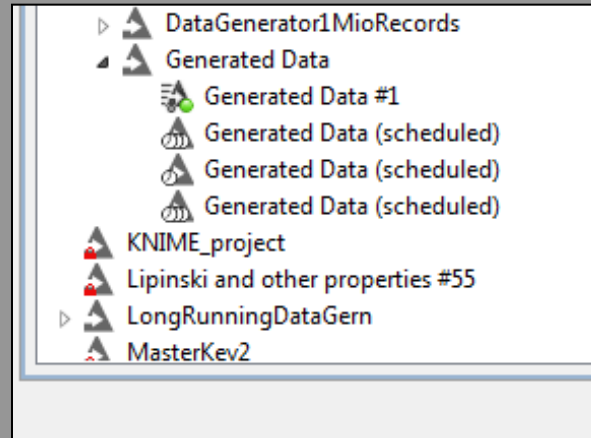 DataGenerator1MioRecords
Generated Data
Generated Data #1
Generated Data (scheduled)
Generated Data (scheduled)
Generated Data (scheduled)
KNIME_project
Lipinski and other properties #55
LongRunningDataGern
MasterKey2